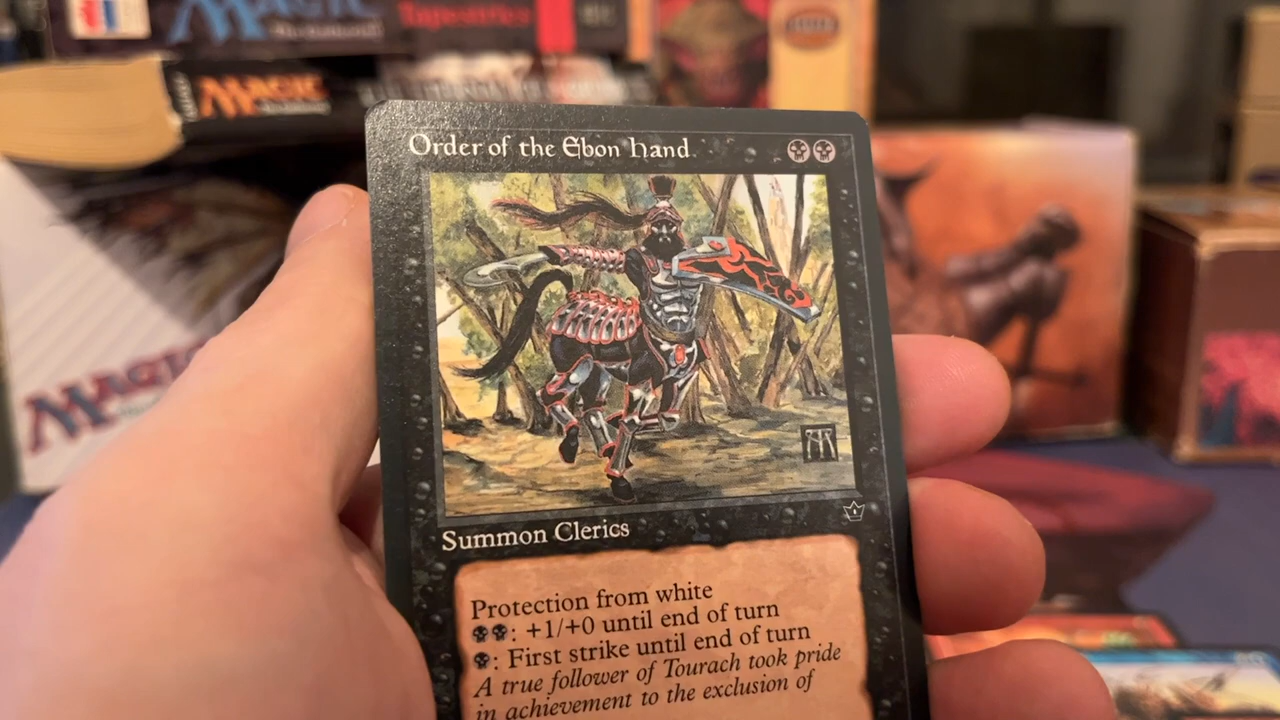 MAGIC
Tapestries
MAGIC
MAGIC
Order of the Ebon Hand
Summon Clerics
Protection from white
: +1/+0 until end of turn
: First strike until end of turn
A true follower of Tourach took pride
in achievement to the exclusion of